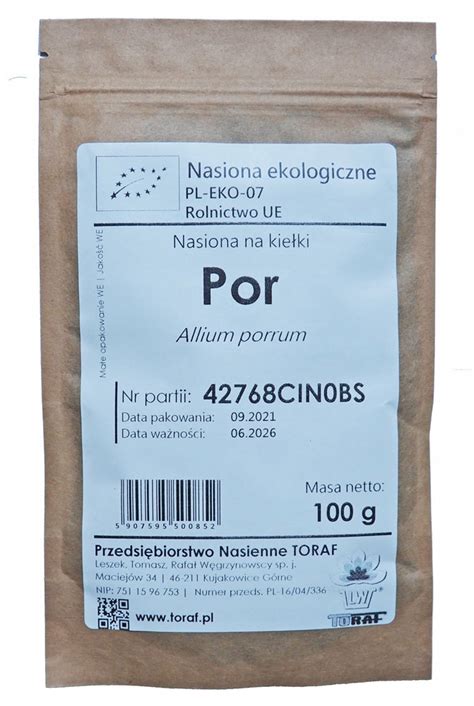 Nasiona ekologiczne
PL-EKO-07
Rolnictwo UE
Nasiona na kiełki
Por
Allium porrum
Małe opakowanie WE | Jakość WE
Nr partii: 42768CIN0BS
Data pakowania: 09.2021
Data ważności: 06.2026
5 907595 500852
Masa netto:
100 g
Przedsiębiorstwo Nasienne TORAF
Leszek, Tomasz, Rafał Węgrzynowscy sp. j.
Maciejów 34 | 46-211 Kujakowice Górne
NIP: 751 15 96 753 | Numer przeds. PL-16/04/336
www.toraf.pl
LWT
TORAF